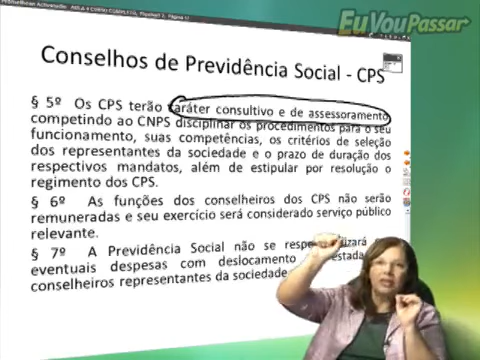 EuVouPassar
Conselhos de Previdência Social - CPS
§ 5º Os CPS terão caráter consultivo e de assessoramento,
competindo ao CNPS disciplinar os procedimentos para o seu
funcionamento, suas competências, os critérios de seleção
dos representantes da sociedade e o prazo de duração dos
respectivos mandatos, além de estipular por resolução o
regimento dos CPS.
§ 6º As funções dos conselheiros dos CPS não serão
remuneradas e seu exercício será considerado serviço público
relevante.
§ 7º A Previdência Social não se responsabilizará
eventuais despesas com deslocamento estada
conselheiros representantes da sociedade